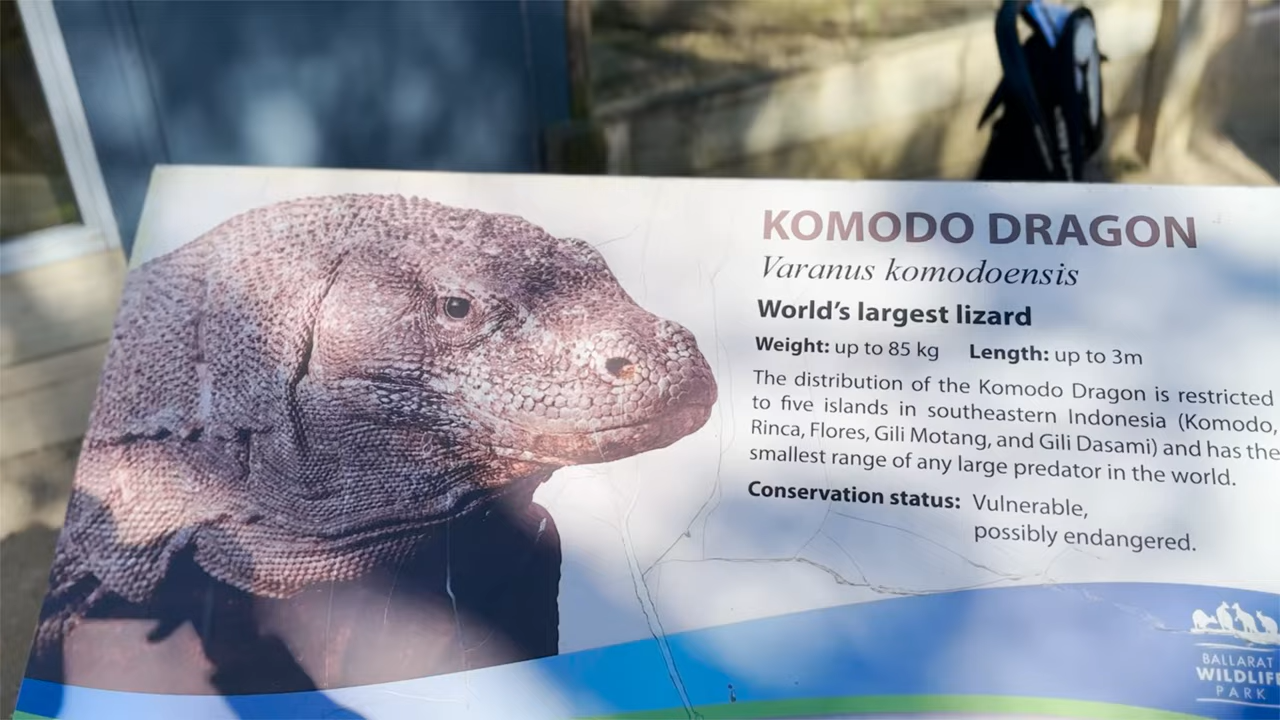 KOMODO DRAGON
Varanus komodoensis
World's largest lizard
Weight: up to 85 kg Length: up to 3m
The distribution of the Komodo Dragon is restricted
to five islands in southeastern Indonesia (Komodo,
Rinca, Flores, Gili Motang, and Gili Dasami) and has the
smallest range of any large predator in the world.
Conservation status: Vulnerable,
possibly endangered.
BALLARAT
WILDLIFE
PARK